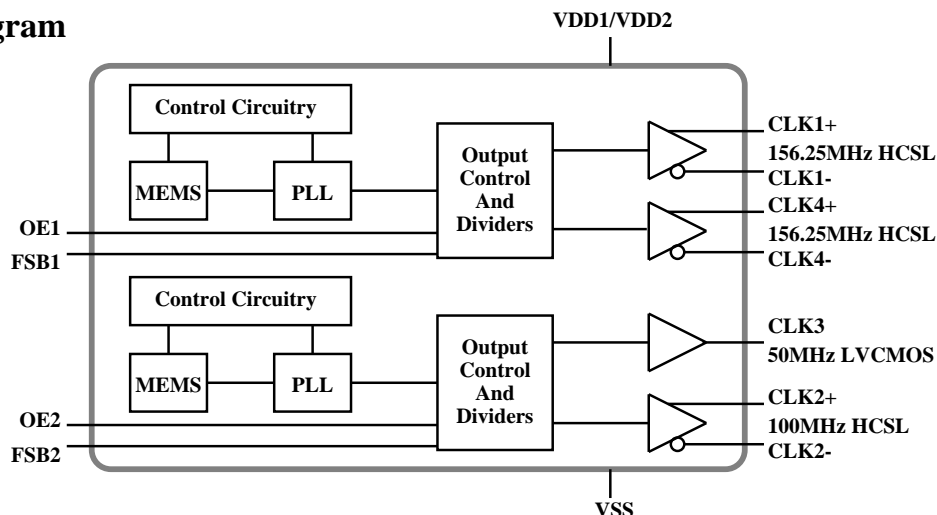 gram
VDD1/VDD2
Control Circuitry
MEMS
PLL
Output
Control
And
Dividers
CLK1+
156.25MHz HCSL
CLK1-
CLK4+
156.25MHz HCSL
CLK4-
OE1
FSB1
Control Circuitry
MEMS
PLL
Output
Control
And
Dividers
CLK3
50MHz LVCMOS
CLK2+
100MHz HCSL
CLK2-
OE2
FSB2
VSS